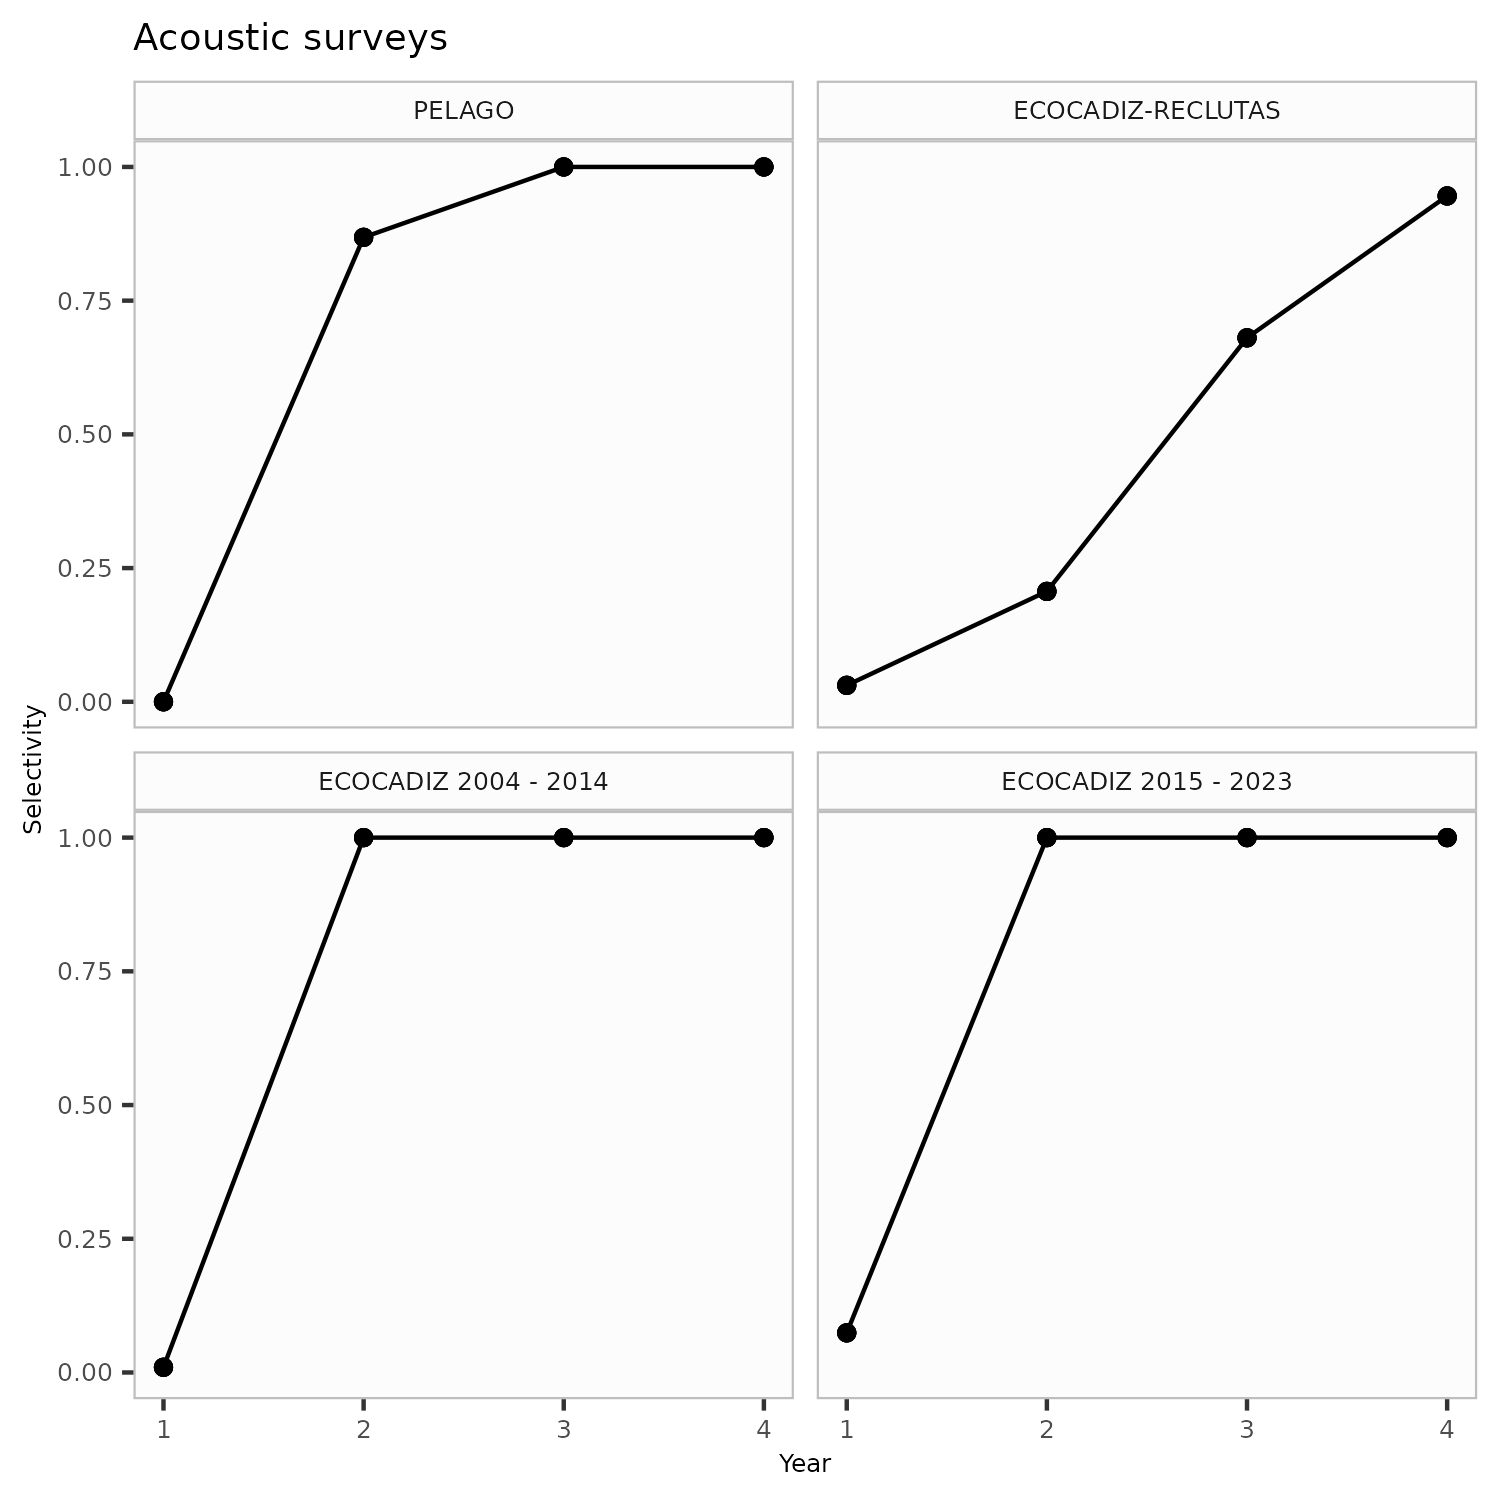 Acoustic surveys
PELAGO
ECOCADIZ-RECLUTAS
1.00
0.75
0.50
0.25
0.00
Selectivity
ECOCADIZ 2004 - 2014
ECOCADIZ 2015 - 2023
1.00
0.75
0.50
0.25
0.00
1 2 3 4 1 2 3 4
Year